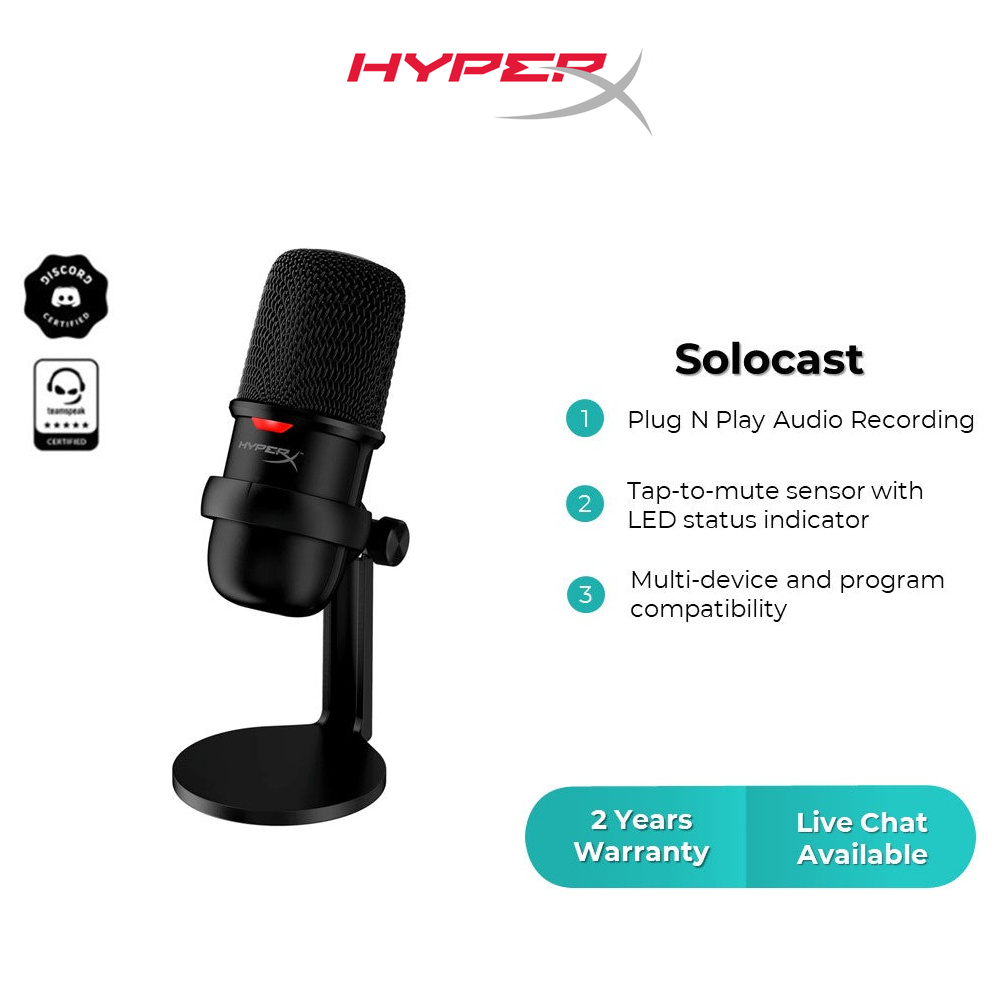 HYPERX
DISCORD
CERTIFIED
teamspeak
CERTIFIED
HYPERX
Solocast
1 Plug N Play Audio Recording
2 Tap-to-mute sensor with
LED status indicator
3 Multi-device and program
compatibility
2 Years
Warranty
Live Chat
Available